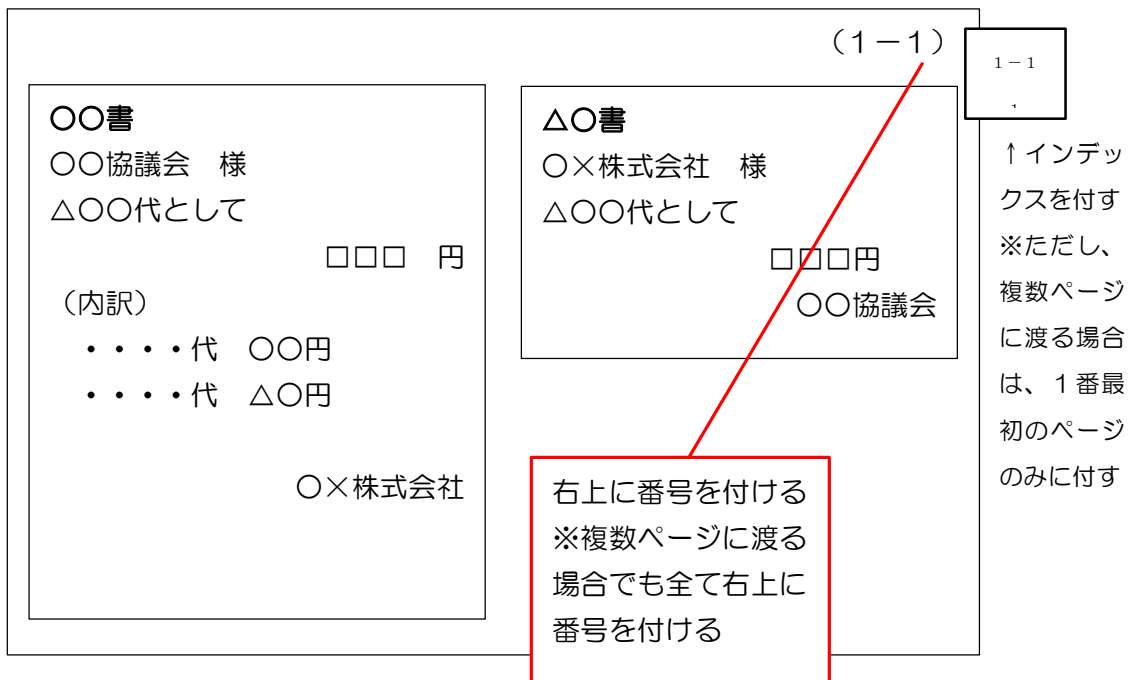 （１－１）
１－１
〇〇書
〇〇協議会　様
△〇〇代として
□□□　円
（内訳）
・・・・代　〇〇円
・・・・代　△〇円
〇×株式会社
△〇書
〇×株式会社　様
△〇〇代として
□□□円
〇〇協議会
右上に番号を付ける
※複数ページに渡る
場合でも全て右上に
番号を付ける
↑インデッ
クスを付す
※ただし、
複数ページ
に渡る場合
は、１番最
初のページ
のみに付す